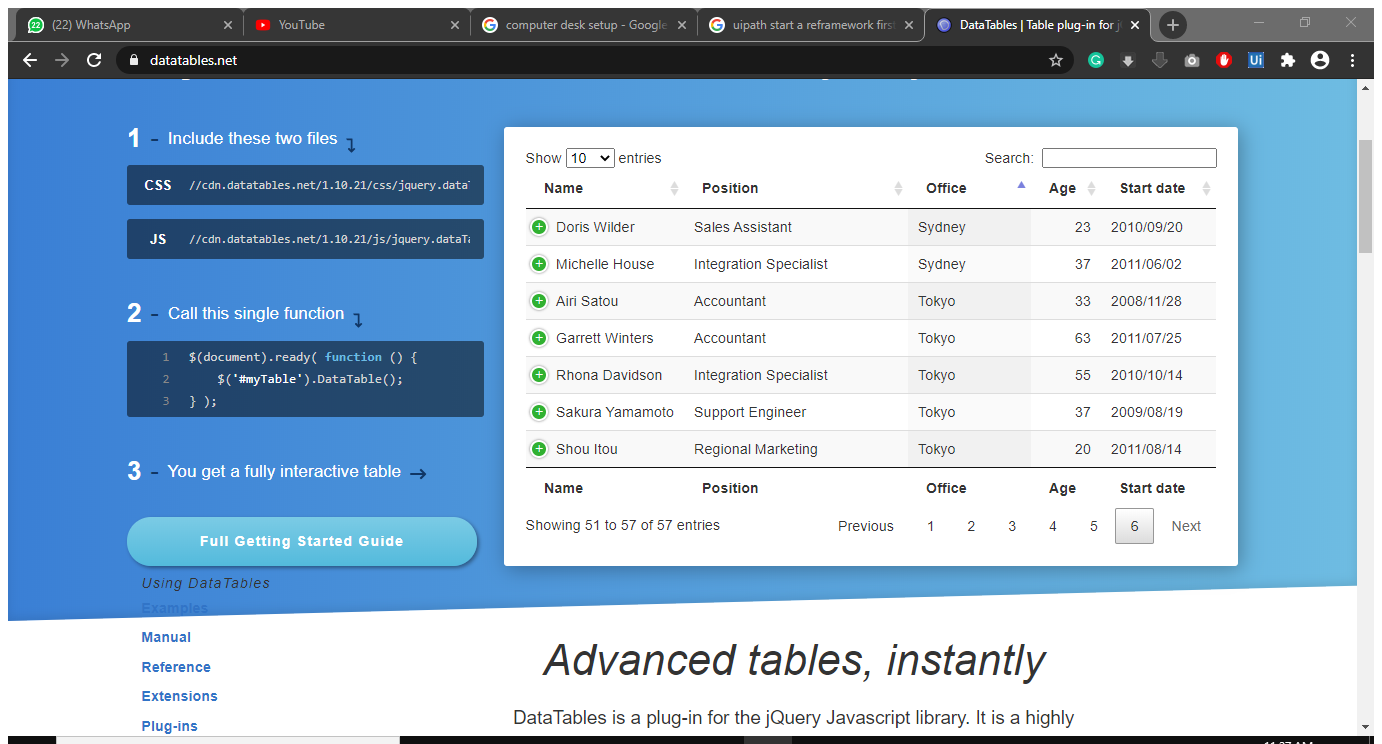 (22) WhatsApp
YouTube
computer desk setup - Google
uipath start a reframework first
DataTables | Table plug-in for j
datatables.net
1 - Include these two files
CSS //cdn.datatables.net/1.10.21/css/jquery.dataT
JS //cdn.datatables.net/1.10.21/js/jquery.dataTa
2 - Call this single function
1 $(document).ready( function () {
2 $('#myTable').DataTable();
3 } );
3 - You get a fully interactive table →
Full Getting Started Guide
Using DataTables
Examples
Manual
Reference
Extensions
Plug-ins
Show 10 entries
Search:
Name Position Office Age Start date
Doris Wilder Sales Assistant Sydney 23 2010/09/20
Michelle House Integration Specialist Sydney 37 2011/06/02
Airi Satou Accountant Tokyo 33 2008/11/28
Garrett Winters Accountant Tokyo 63 2011/07/25
Rhona Davidson Integration Specialist Tokyo 55 2010/10/14
Sakura Yamamoto Support Engineer Tokyo 37 2009/08/19
Shou Itou Regional Marketing Tokyo 20 2011/08/14
Name Position Office Age Start date
Showing 51 to 57 of 57 entries
Previous 1 2 3 4 5 6 Next
Advanced tables, instantly
DataTables is a plug-in for the jQuery Javascript library. It is a highly